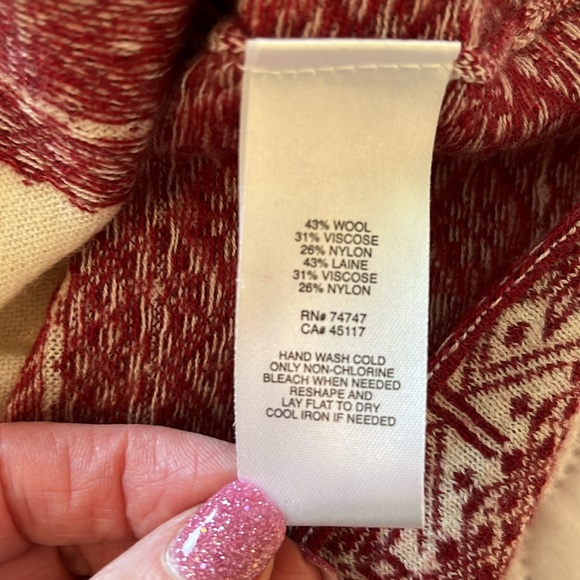 43% WOOL
31% VISCOSE
26% NYLON
43% LAINE
31% VISCOSE
26% NYLON
RN# 74747
CA# 45117
HAND WASH COLD
ONLY NON-CHLORINE
BLEACH WHEN NEEDED
RESHAPE AND
LAY FLAT TO DRY
COOL IRON IF NEEDED